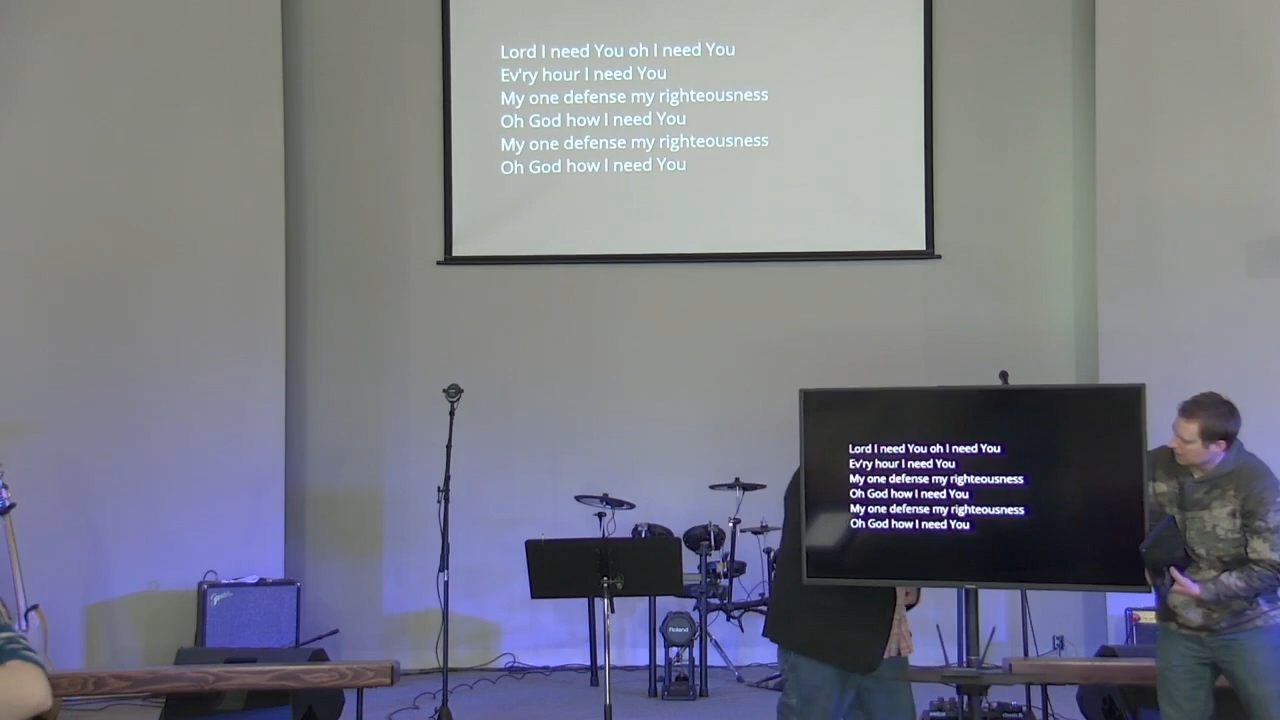 Lord I need You oh I need You
Ev'ry hour I need You
My one defense my righteousness
Oh God how I need You
My one defense my righteousness
Oh God how I need You
Lord I need You oh I need You
Ev'ry hour I need You
My one defense my righteousness
Oh God how I need You
My one defense my righteousness
Oh God how I need You
Fender
Roland